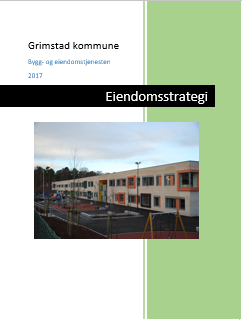 Grimstad kommune
Bygg- og eiendomstjenesten
2017
Eiendomsstrategi